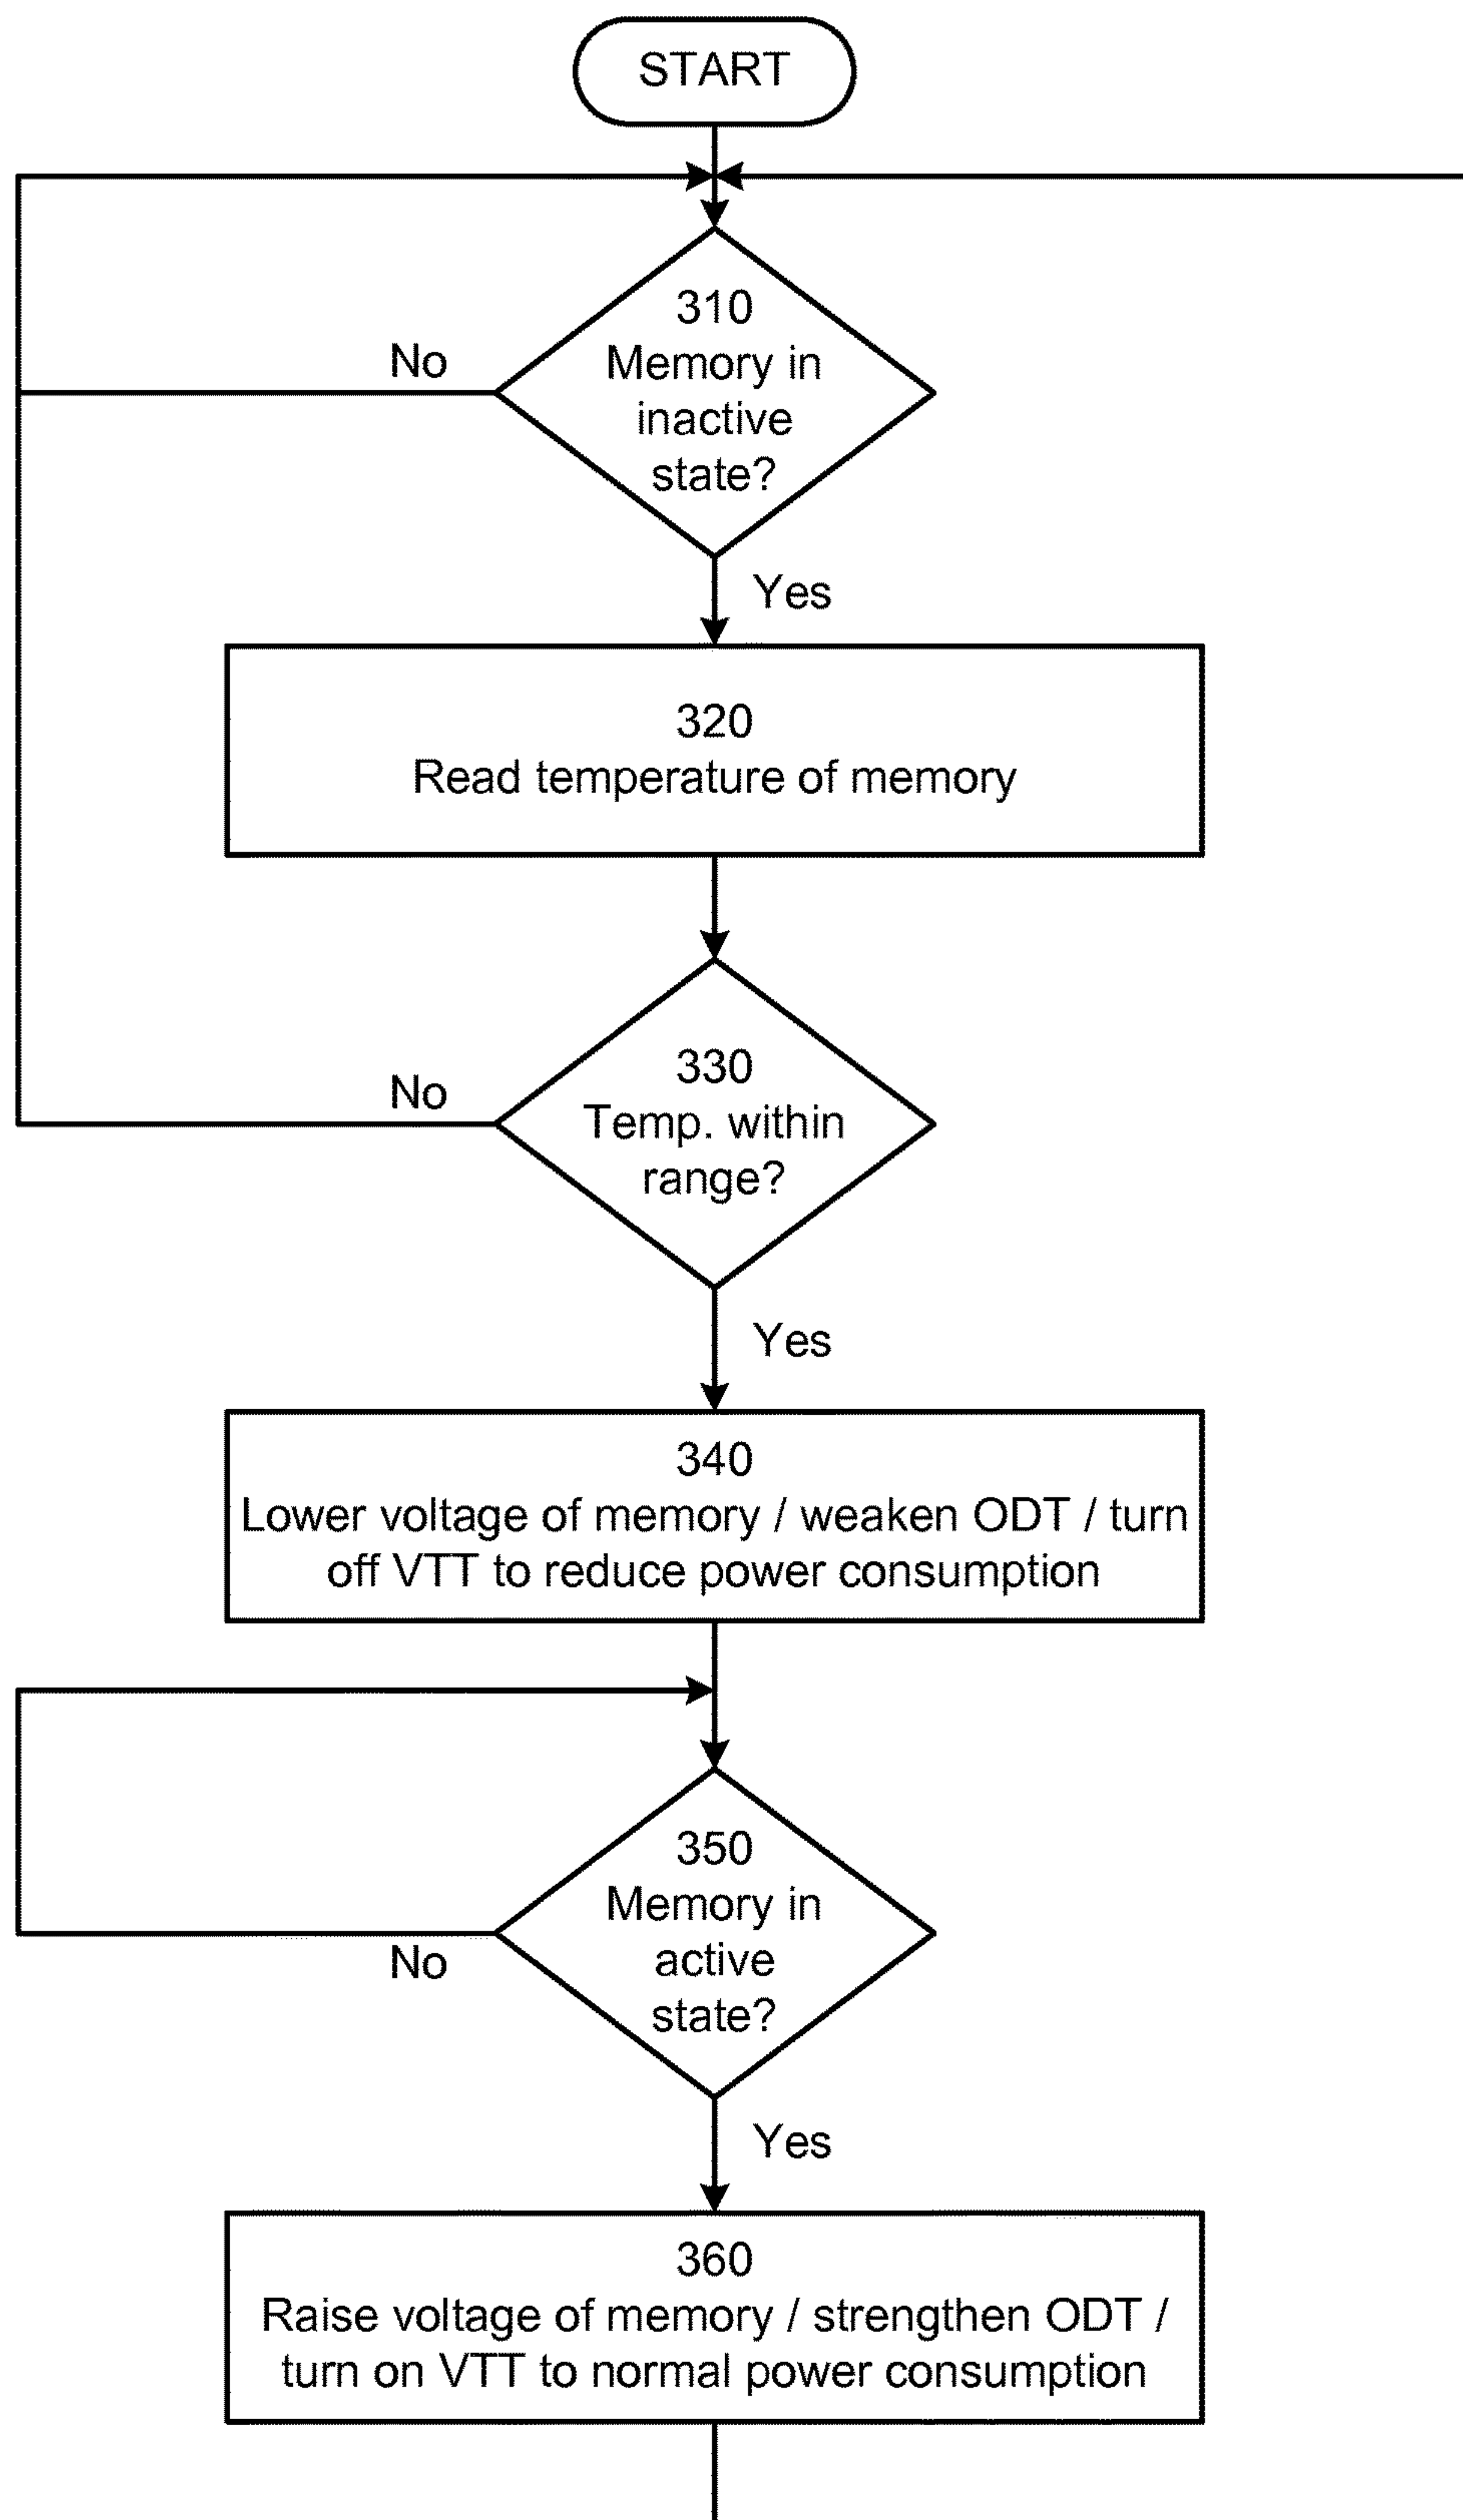 START
310
Memory in
inactive
state?
No
Yes
320
Read temperature of memory
330
Temp. within
range?
No
Yes
340
Lower voltage of memory / weaken ODT / turn
off VTT to reduce power consumption
350
Memory in
active
state?
No
Yes
360
Raise voltage of memory / strengthen ODT /
turn on VTT to normal power consumption